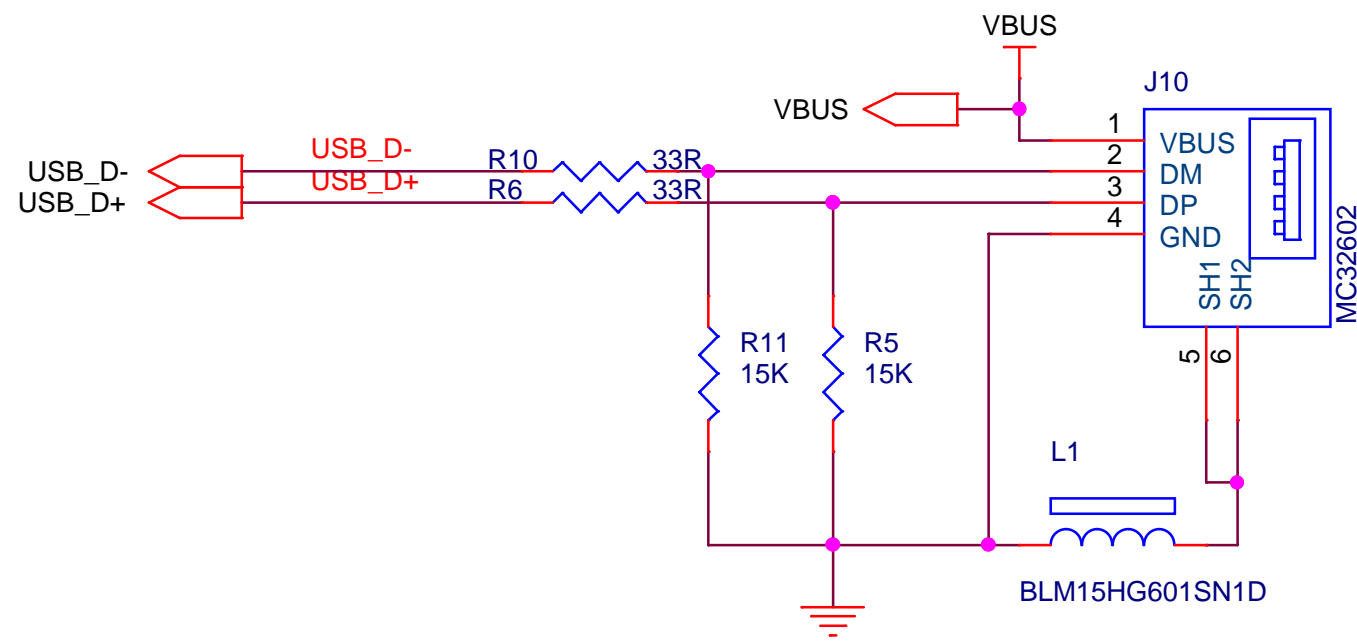 VBUS
J10
VBUS
1
VBUS
USB_D-
USB_D-
R10
33R
2
DM
USB_D+
USB_D+
R6
33R
3
DP
4
GND
SH1
SH2
MC32602
R11
15K
R5
15K
5
6
L1
BLM15HG601SN1D